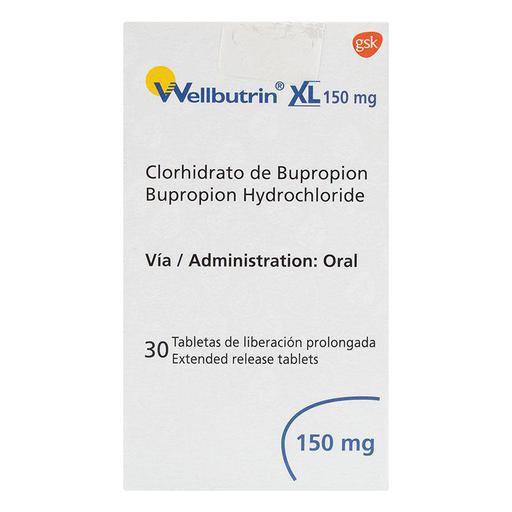 gsk
Wellbutrin® XL 150 mg
Clorhidrato de Bupropion
Bupropion Hydrochloride
Vía / Administration: Oral
30 Tabletas de liberación prolongada
Extended release tablets
150 mg